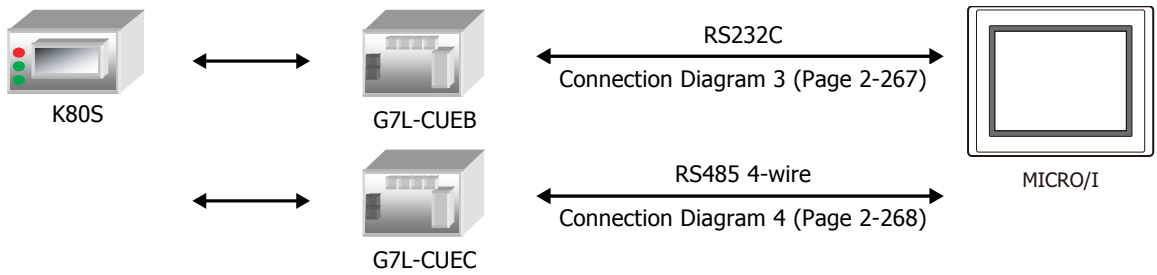 RS232C
Connection Diagram 3 (Page 2-267)
K80S
G7L-CUEB
RS485 4-wire
MICRO/I
Connection Diagram 4 (Page 2-268)
G7L-CUEC